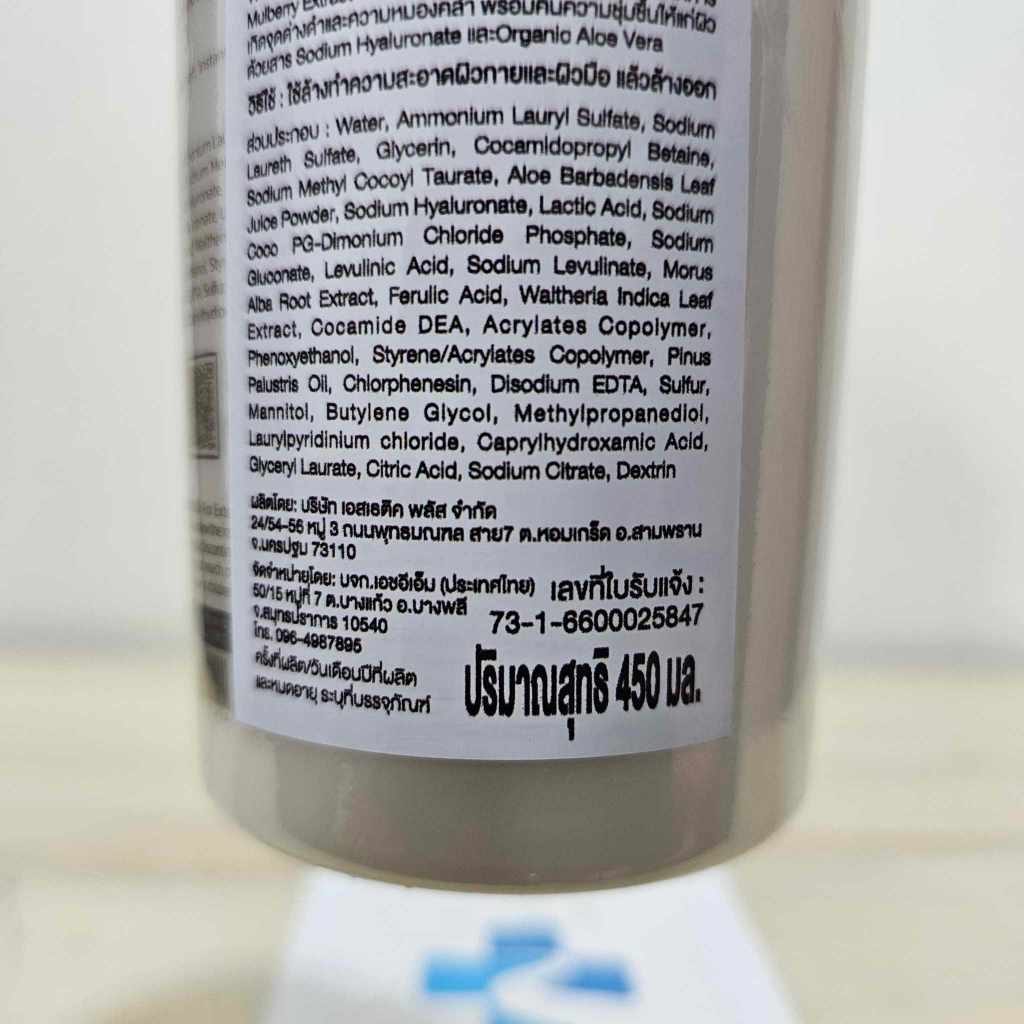 Mulberry
เกิดจุดด่างดำและความหมองคล้ำ พร้อมคืนความชุ่มชื้นให้แก่ผิว
ด้วยสาร Sodium Hyaluronate และOrganic Aloe Vera
วิธีใช้ : ใช้ล้างทำความสะอาดผิวกายและผิวมือ แล้วล้างออก
ส่วนประกอบ : Water, Ammonium Lauryl Sulfate, Sodium
Laureth Sulfate, Glycerin, Cocamidopropyl Betaine,
Sodium Methyl Cocoyl Taurate, Aloe Barbadensis Leaf
Juice Powder, Sodium Hyaluronate, Lactic Acid, Sodium
Coco PG-Dimonium Chloride Phosphate, Sodium
Gluconate, Levulinic Acid, Sodium Levulinate, Morus
Alba Root Extract, Ferulic Acid, Waltheria Indica Leaf
Extract, Cocamide DEA, Acrylates Copolymer,
Phenoxyethanol, Styrene/Acrylates Copolymer, Pinus
Palustris Oil, Chlorphenesin, Disodium EDTA, Sulfur,
Mannitol, Butylene Glycol, Methylpropanediol,
Laurylpyridinium chloride, Caprylhydroxamic Acid,
Glyceryl Laurate, Citric Acid, Sodium Citrate, Dextrin
ผลิตโดย: บริษัท เอสเธติค พลัส จำกัด
24/54-56 หมู่ 3 ถนนพุทธมณฑล สาย7 ต.หอมเกร็ด อ.สามพราน
จ.นครปฐม 73110
จัดจำหน่ายโดย: บจก.เอชอีเอ็ม (ประเทศไทย)
50/15 หมู่ที่ 7 ต.บางแก้ว อ.บางพลี
จ.สมุทรปราการ 10540
โทร. 096-4987895
เลขที่ใบรับแจ้ง :
73-1-6600025847
ครั้งที่ผลิต/วันเดือนปีที่ผลิต
และหมดอายุ ระบุที่บรรจุภัณฑ์
ปริมาณสุทธิ 450 มล.